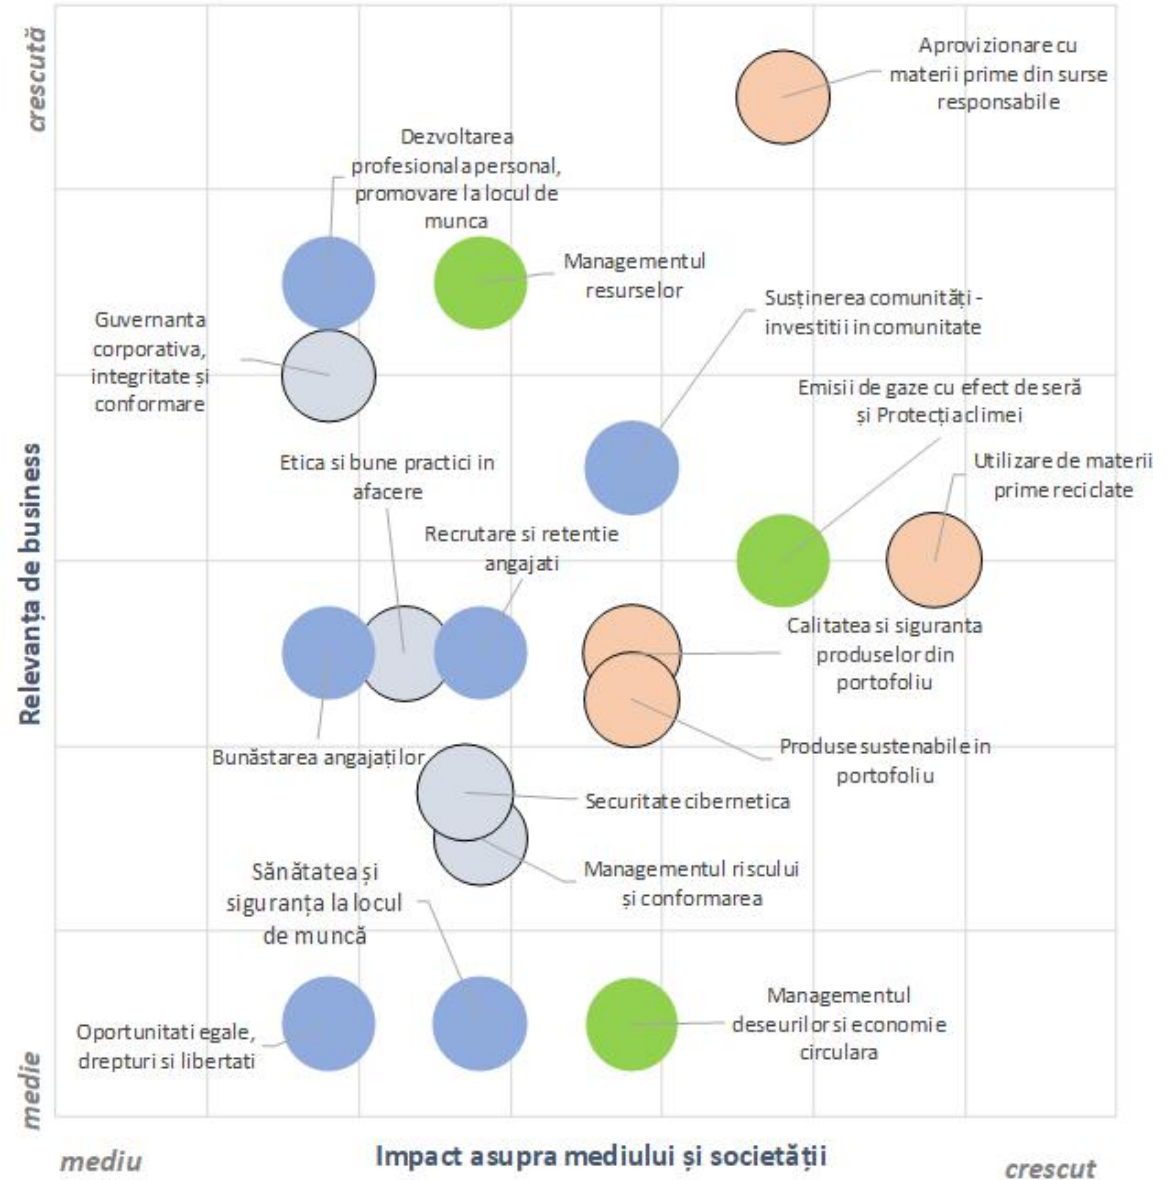 crescută
Aprovizionare cu
materii prime din surse
responsabile
Dezvoltarea
profesionala personal,
promovare la locul de
munca
Managementul
resurselor
Susținerea comunități -
investitii in comunitate
Guvernanta
corporativa,
integritate și
conformare
Emisii de gaze cu efect de seră
și Protecția climei
Etica si bune practici in
afacere
Utilizare de materii
prime reciclate
Recrutare si retentie
angajati
Relevanța de business
Calitatea si siguranta
produselor din
portofoliu
Bunăstarea angajaților
Produse sustenabile in
portofoliu
Securitate cibernetica
Managementul riscului
și conformarea
Sănătatea și
siguranța la locul
de muncă
Managementul
deseurilor si economie
circulara
Oportunitati egale,
drepturi si libertati
medie
mediu
Impact asupra mediului și societății
crescut